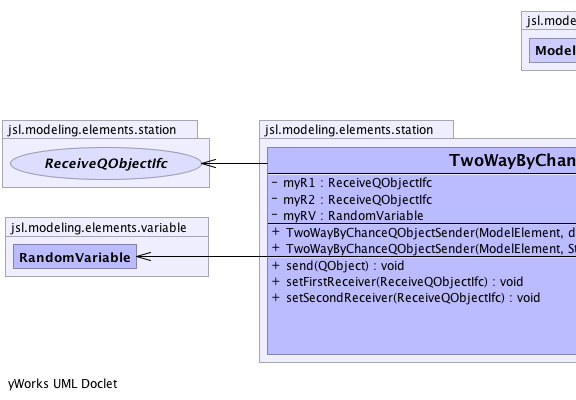 jsl.mode
Model
jsl.modeling.elements.station
ReceiveQObjectIfc
jsl.modeling.elements.station
TwoWayByChan
- myR1 : ReceiveQObjectIfc
- myR2 : ReceiveQObjectIfc
- myRV : RandomVariable
+ TwoWayByChanceQObjectSender(ModelElement, d
+ TwoWayByChanceQObjectSender(ModelElement, St
+ send(QObject) : void
+ setFirstReceiver(ReceiveQObjectIfc) : void
+ setSecondReceiver(ReceiveQObjectIfc) : void
jsl.modeling.elements.variable
RandomVariable
yWorks UML Doclet